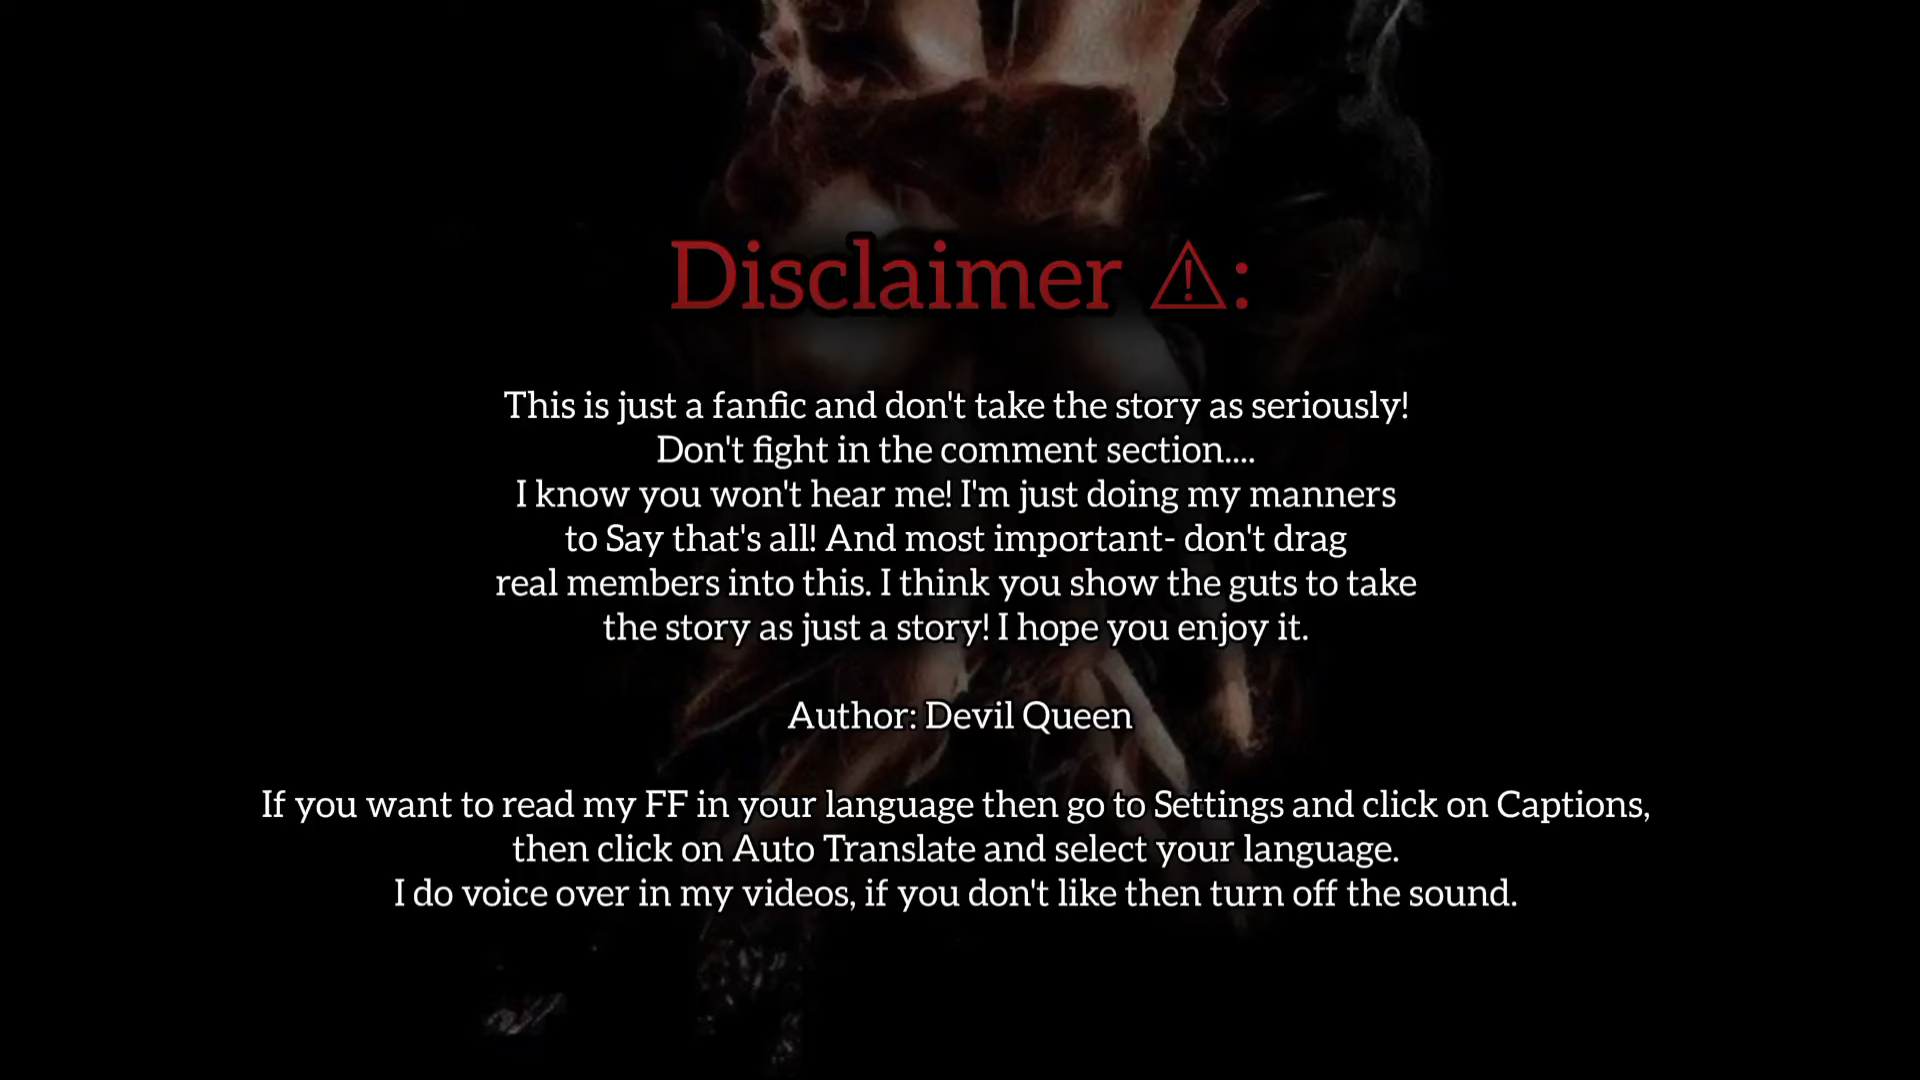 Disclaimer ⚠:
This is just a fanfic and don't take the story as seriously!
Don't fight in the comment section....
I know you won't hear me! I'm just doing my manners
to Say that's all! And most important- don't drag
real members into this. I think you show the guts to take
the story as just a story! I hope you enjoy it.
Author: Devil Queen
If you want to read my FF in your language then go to Settings and click on Captions,
then click on Auto Translate and select your language.
I do voice over in my videos, if you don't like then turn off the sound.